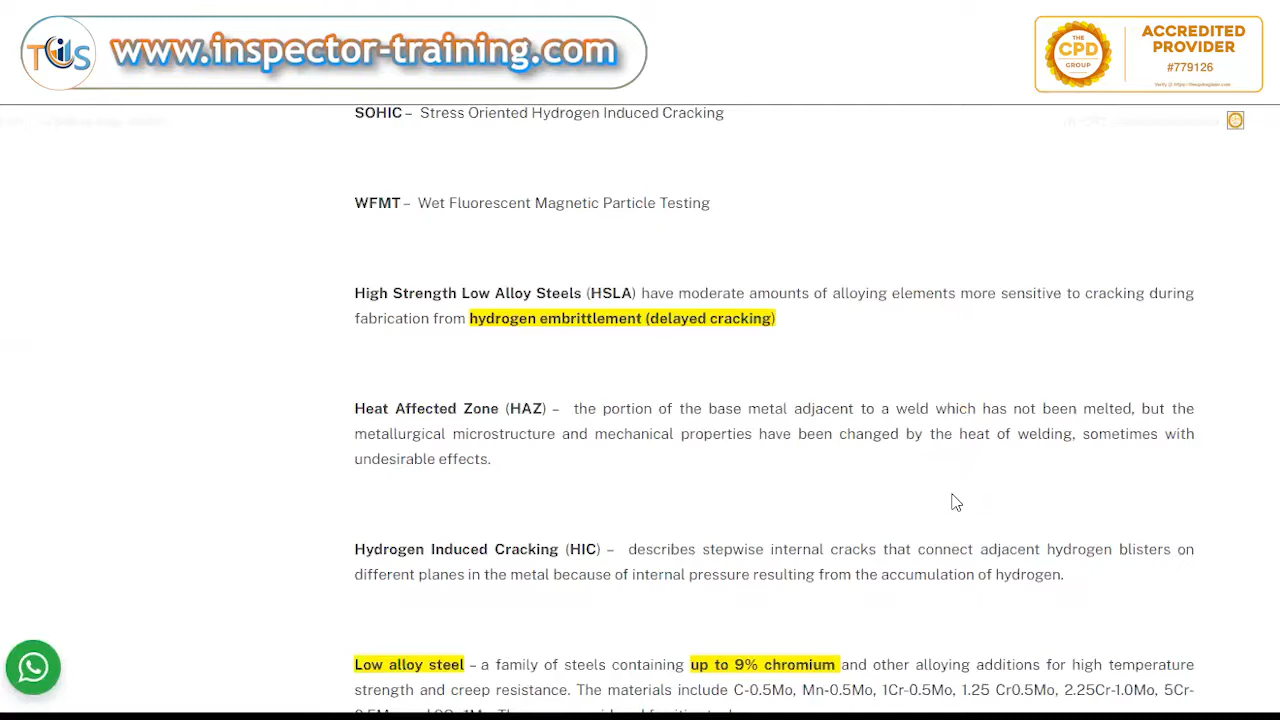 TCIS
www.inspector-training.com
THE
CPD
GROUP
ACCREDITED
PROVIDER
#779126
SOHIC – Stress Oriented Hydrogen Induced Cracking
WFMT – Wet Fluorescent Magnetic Particle Testing
High Strength Low Alloy Steels (HSLA) have moderate amounts of alloying elements more sensitive to cracking during
fabrication from hydrogen embrittlement (delayed cracking)
Heat Affected Zone (HAZ) – the portion of the base metal adjacent to a weld which has not been melted, but the
metallurgical microstructure and mechanical properties have been changed by the heat of welding, sometimes with
undesirable effects.
Hydrogen Induced Cracking (HIC) – describes stepwise internal cracks that connect adjacent hydrogen blisters on
different planes in the metal because of internal pressure resulting from the accumulation of hydrogen.
Low alloy steel – a family of steels containing up to 9% chromium and other alloying additions for high temperature
strength and creep resistance. The materials include C-0.5Mo, Mn-0.5Mo, 1Cr-0.5Mo, 1.25 Cr0.5Mo, 2.25Cr-1.0Mo, 5Cr-